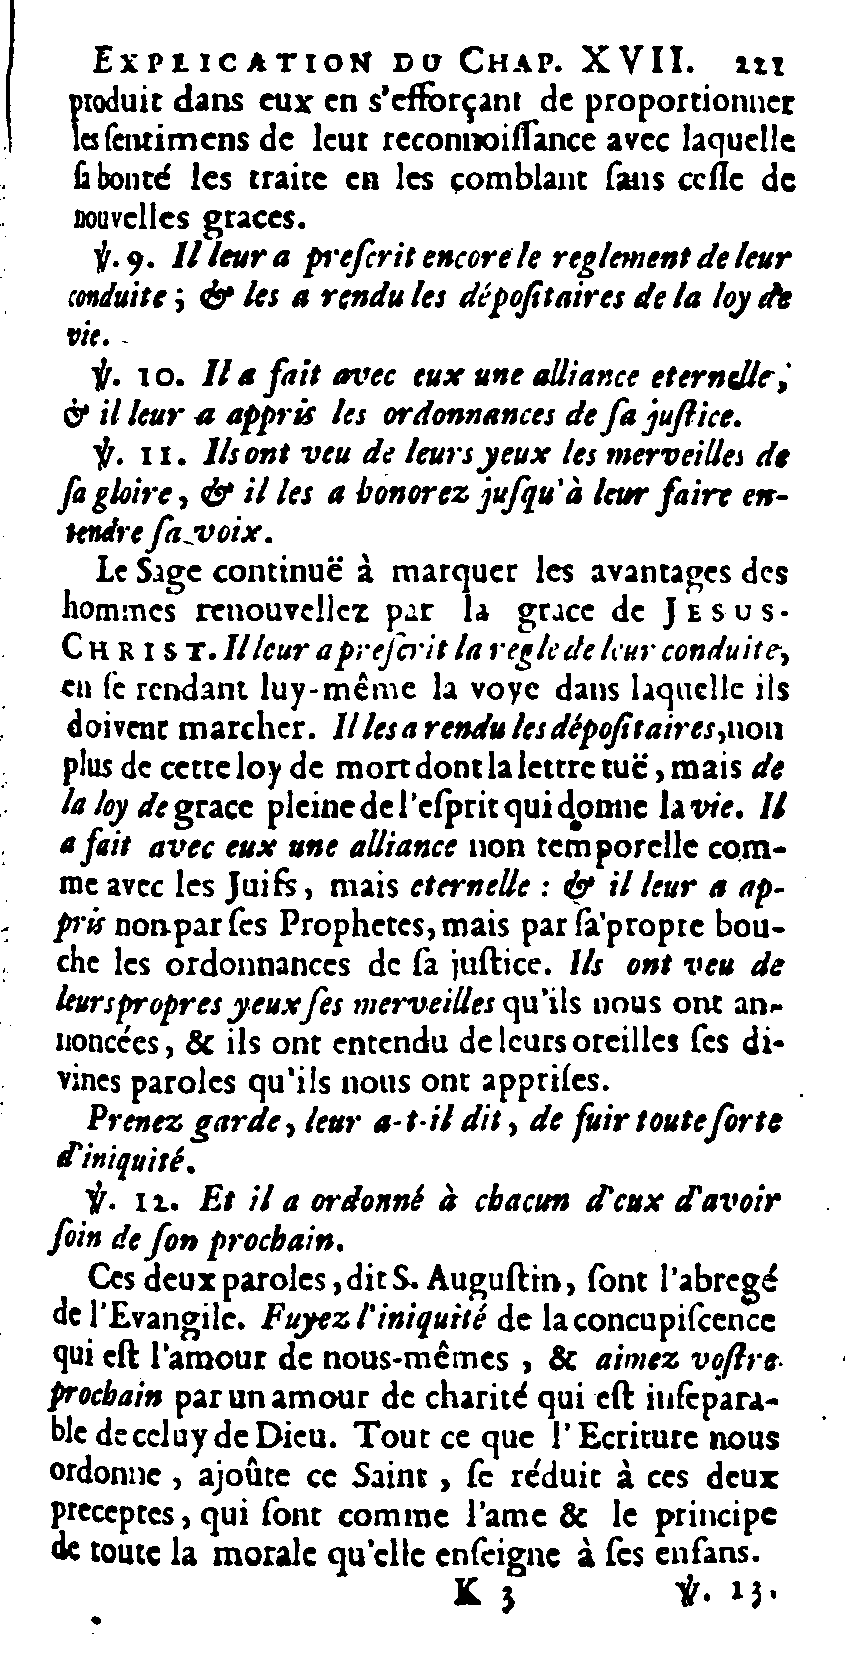 EXPLICATION DU CHAP. XVII. 221
produit dans eux en s'efforçant de proportionner
les ſentimens de leur reconnoiſſance avec laquelle
ſa bonté les traite en les comblant ſans ceſſe de
nouvelles graces.
℣. 9. Il leur a preſcrit encore le reglement de leur
conduite ; & les a rendu les dépoſitaires de la loy de
vie.
℣. 10. Il a fait avec eux une alliance eternelle ;
& il leur a appris les ordonnances de ſa juſtice.
℣. 11. Ils ont veu de leurs yeux les merveilles de
ſa gloire, & il les a honorez juſqu'à leur faire en-
tendre ſa voix.
Le Sage continuë à marquer les avantages des
hommes renouvellez par la grace de JESUS-
CHRIST. Il leur a preſcrit la regle de leur conduite,
en ſe rendant luy-même la voye dans laquelle ils
doivent marcher. Il les a rendu les dépoſitaires, non
plus de cette loy de mort dont la lettre tuë, mais de
la loy de grace pleine de l'eſprit qui donne la vie. Il
a fait avec eux une alliance non temporelle com-
me avec les Juifs, mais eternelle : & il leur a ap-
pris non par ſes Prophetes, mais par ſa propre bou-
che les ordonnances de ſa juſtice. Ils ont veu de
leurs propres yeux ſes merveilles qu'ils nous ont an-
noncées, & ils ont entendu de leurs oreilles ſes di-
vines paroles qu'ils nous ont appriſes.
Prenez garde, leur a-t-il dit, de fuir toute ſorte
d'iniquité.
℣. 12. Et il a ordonné à chacun d'eux d'avoir
ſoin de ſon prochain.
Ces deux paroles, dit S. Auguſtin, ſont l'abregé
de l'Evangile. Fuyez l'iniquité de la concupiſcence
qui eſt l'amour de nous-mêmes, & aimez voſtre
prochain par un amour de charité qui eſt inſepara-
ble de celuy de Dieu. Tout ce que l'Ecriture nous
ordonne, ajoûte ce Saint, ſe réduit à ces deux
preceptes, qui ſont comme l'ame & le principe
de toute la morale qu'elle enſeigne à ſes enfans.
K 3 ℣. 13.